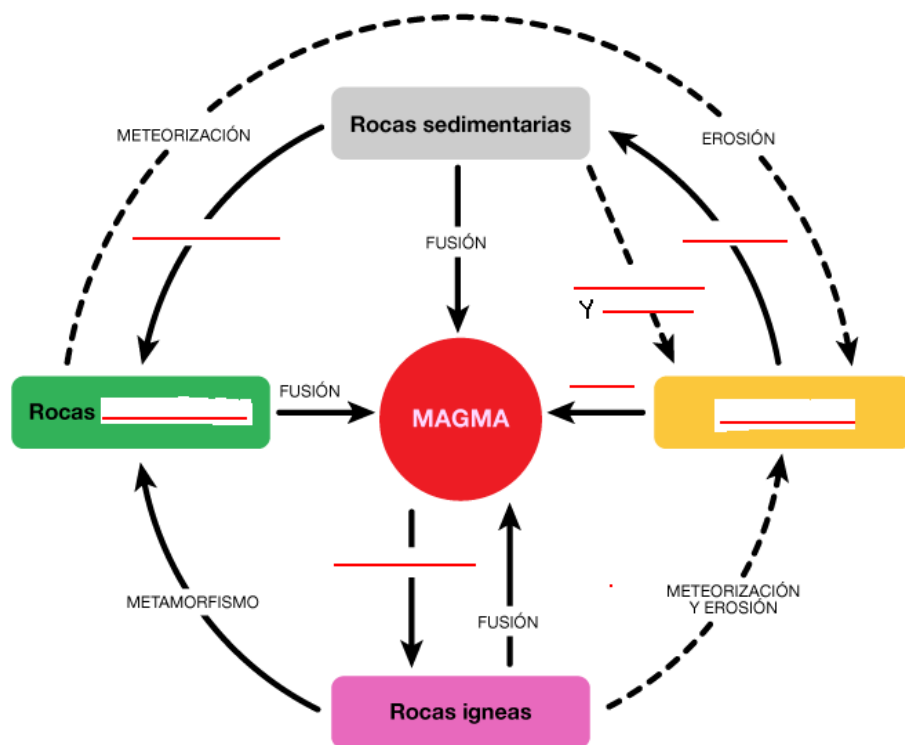 Rocas sedimentarias
METEORIZACIÓN
EROSIÓN
FUSIÓN
Y
Rocas
FUSIÓN
MAGMA
METAMORFISMO
FUSIÓN
METEORIZACIÓN
Y EROSIÓN
Rocas igneas